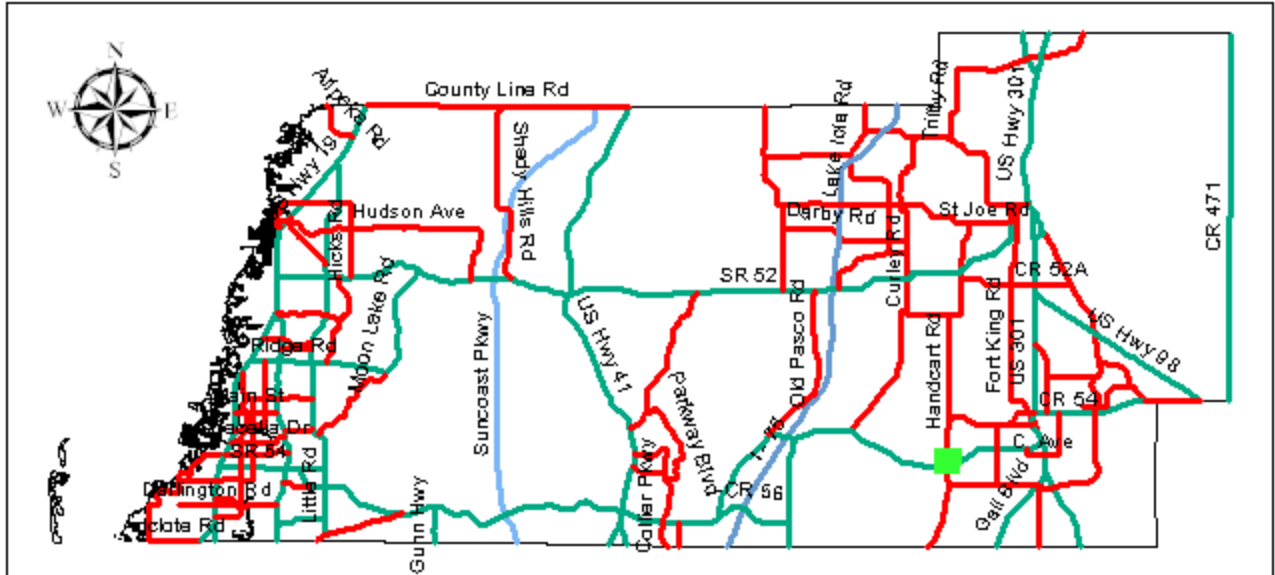 N
W
E
S
Aripeka Rd
County Line Rd
Shady Hills Rd
Lake Iola Rd
Trilby Rd
US Hwy 301
CR 471
Hwy 19
Hicks Rd
Hudson Ave
Darby Rd
St Joe Rd
Curley Rd
SR 52
CR 52A
Moon Lake Rd
Suncoast Pkwy
US Hwy 41
Old Pasco Rd
Handcart Rd
Fort King Rd
US 301
US Hwy 98
Ridge Rd
Main St
Parkway Blvd
CR 54
SR 54
Little Rd
Collier Pkwy
I-75
C Ave
Gall Blvd
CR 56
Darlington Rd
Gunn Hwy
Anclote Rd